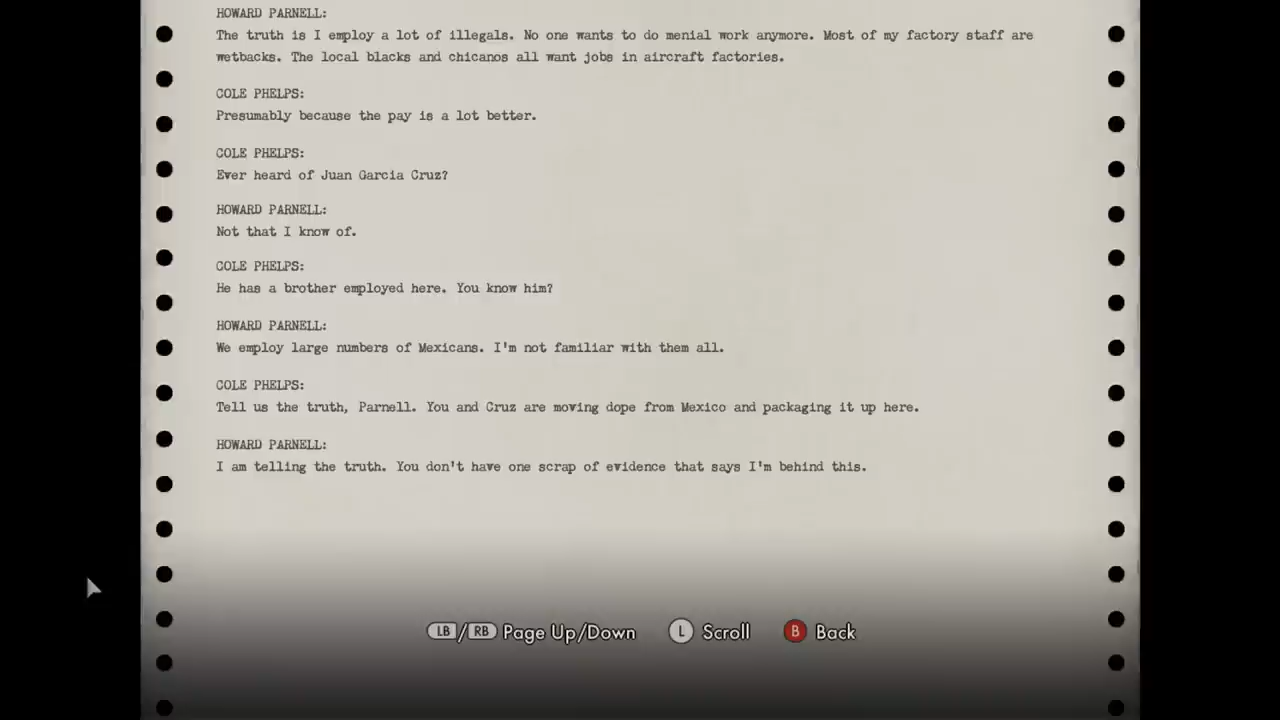 HOWARD PARNELL:
The truth is I employ a lot of illegals. No one wants to do menial work anymore. Most of my factory staff are
wetbacks. The local blacks and chicanos all want jobs in aircraft factories.
COLE PHELPS:
Presumably because the pay is a lot better.
COLE PHELPS:
Ever heard of Juan Garcia Cruz?
HOWARD PARNELL:
Not that I know of.
COLE PHELPS:
He has a brother employed here. You know him?
HOWARD PARNELL:
We employ large numbers of Mexicans. I'm not familiar with them all.
COLE PHELPS:
Tell us the truth, Parnell. You and Cruz are moving dope from Mexico and packaging it up here.
HOWARD PARNELL:
I am telling the truth. You don't have one scrap of evidence that says I'm behind this.
LB/RB Page Up/Down L Scroll B Back